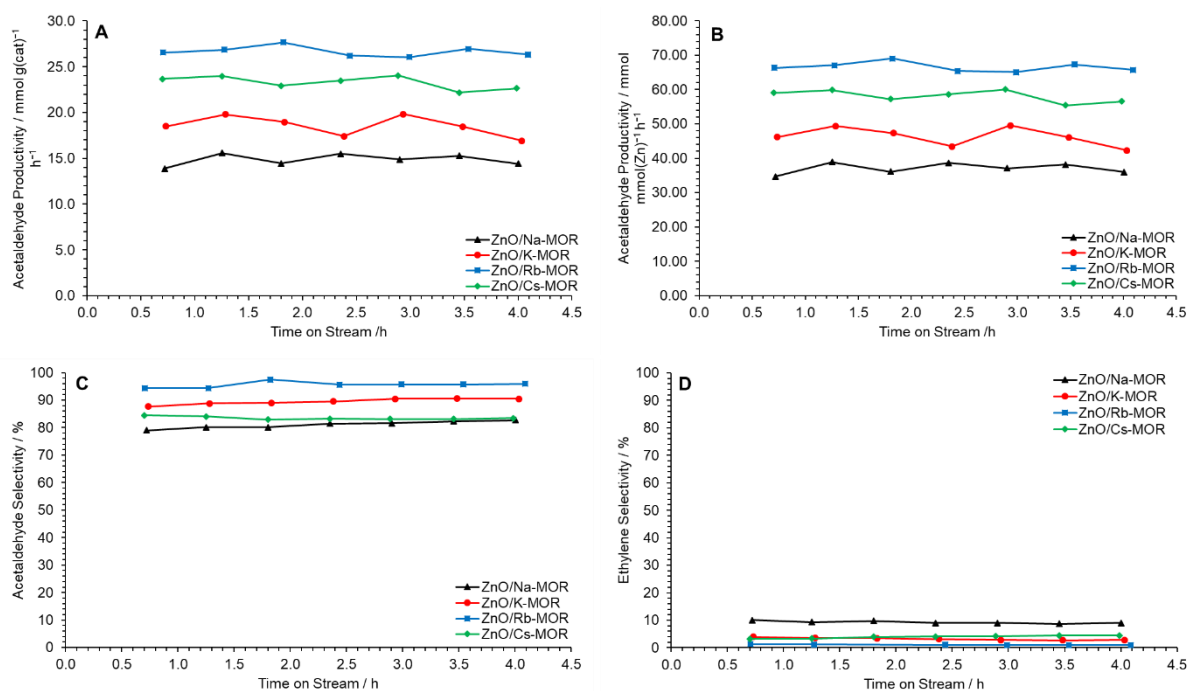 A
Acetaldehyde Productivity / mmol g(cat)⁻¹
h⁻¹
30.0
25.0
20.0
15.0
10.0
5.0
0.0
ZnO/Na-MOR
ZnO/K-MOR
ZnO/Rb-MOR
ZnO/Cs-MOR
0.0 0.5 1.0 1.5 2.0 2.5 3.0 3.5 4.0 4.5
Time on Stream /h
B
Acetaldehyde Productivity / mmol
mmol(Zn)⁻¹ h⁻¹
80.00
70.00
60.00
50.00
40.00
30.00
20.00
10.00
0.00
ZnO/Na-MOR
ZnO/K-MOR
ZnO/Rb-MOR
ZnO/Cs-MOR
0.0 0.5 1.0 1.5 2.0 2.5 3.0 3.5 4.0 4.5
Time on Stream /h
C
Acetaldehyde Selectivity / %
100
90
80
70
60
50
40
30
20
10
0
ZnO/Na-MOR
ZnO/K-MOR
ZnO/Rb-MOR
ZnO/Cs-MOR
0.0 0.5 1.0 1.5 2.0 2.5 3.0 3.5 4.0 4.5
Time on Stream / h
D
Ethylene Selectivity / %
100
90
80
70
60
50
40
30
20
10
0
ZnO/Na-MOR
ZnO/K-MOR
ZnO/Rb-MOR
ZnO/Cs-MOR
0.0 0.5 1.0 1.5 2.0 2.5 3.0 3.5 4.0 4.5
Time on Stream / h